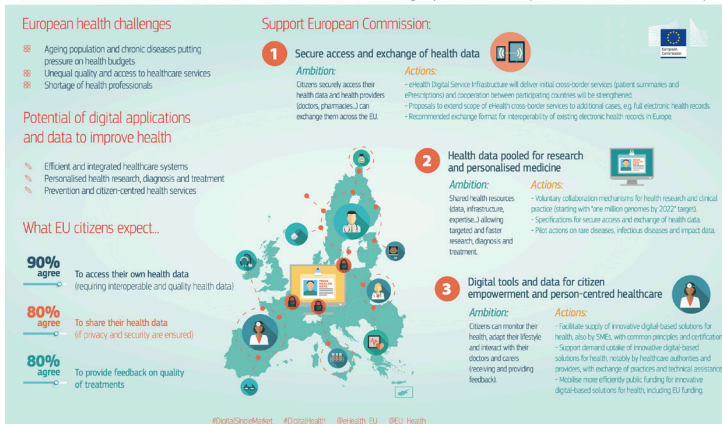 European health challenges
Ageing population and chronic diseases putting
pressure on health budgets
Unequal quality and access to healthcare services
Shortage of health professionals
Potential of digital applications
and data to improve health
Efficient and integrated healthcare systems
Personalised health research, diagnosis and treatment
Prevention and citizen-centred health services
What EU citizens expect...
90%
agree
To access their own health data
(requiring interoperable and quality health data)
80%
agree
To share their health data
(if privacy and security are ensured)
80%
agree
To provide feedback on quality
of treatments
Support European Commission:
European
Commission
1
Secure access and exchange of health data
Ambition:
Citizens securely access their
health data and health providers
(doctors, pharmacies...) can
exchange them across the EU.
Actions:
- eHealth Digital Service Infrastructure will deliver initial cross-border services (patient summaries and
ePrescriptions) and cooperation between participating countries will be strengthened.
- Proposals to extend scope of eHealth cross-border services to additional cases, e.g. full electronic health records.
- Recommended exchange format for interoperability of existing electronic health records in Europe.
2
Health data pooled for research
and personalised medicine
Ambition:
Shared health resources
(data, infrastructure,
expertise...) allowing
targeted and faster
research, diagnosis and
treatment.
Actions:
- Voluntary collaboration mechanisms for health research and clinical
practice (starting with "one million genomes by 2022" target).
- Specifications for secure access and exchange of health data.
- Pilot actions on rare diseases, infectious diseases and impact data.
3
Digital tools and data for citizen
empowerment and person-centred healthcare
Ambition:
Citizens can monitor their
health, adapt their lifestyle
and interact with their
doctors and carers
(receiving and providing
feedback).
Actions:
- Facilitate supply of innovative digital-based solutions for
health, also by SMEs, with common principles and certification.
- Support demand uptake of innovative digital-based
solutions for health, notably by healthcare authorities and
providers, with exchange of practices and technical assistance.
- Mobilise more efficiently public funding for innovative
digital-based solutions for health, including EU funding.
#DigitalSingleMarket #DigitalHealth @eHealth_EU @EU_Health